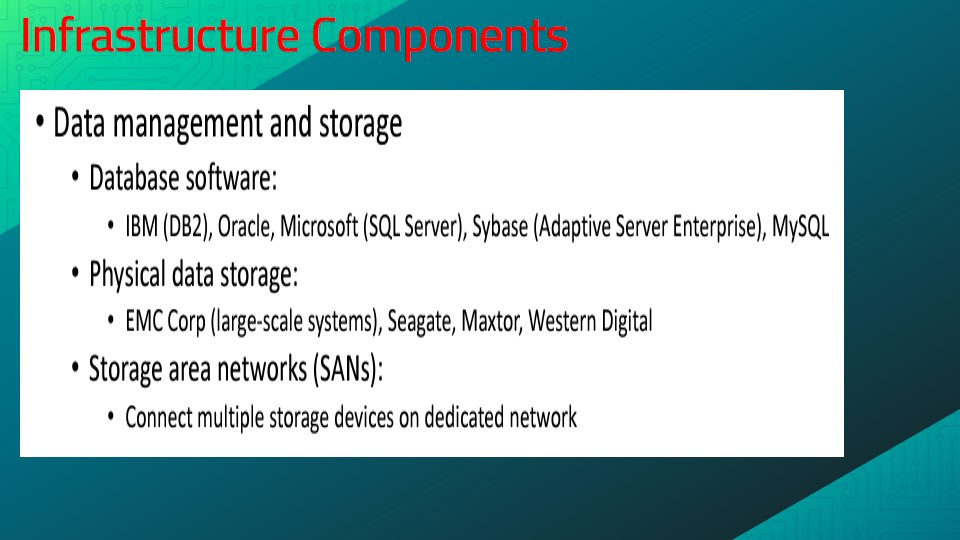 Infrastructure Components
• Data management and storage
• Database software:
• IBM (DB2), Oracle, Microsoft (SQL Server), Sybase (Adaptive Server Enterprise), MySQL
• Physical data storage:
• EMC Corp (large-scale systems), Seagate, Maxtor, Western Digital
• Storage area networks (SANs):
• Connect multiple storage devices on dedicated network